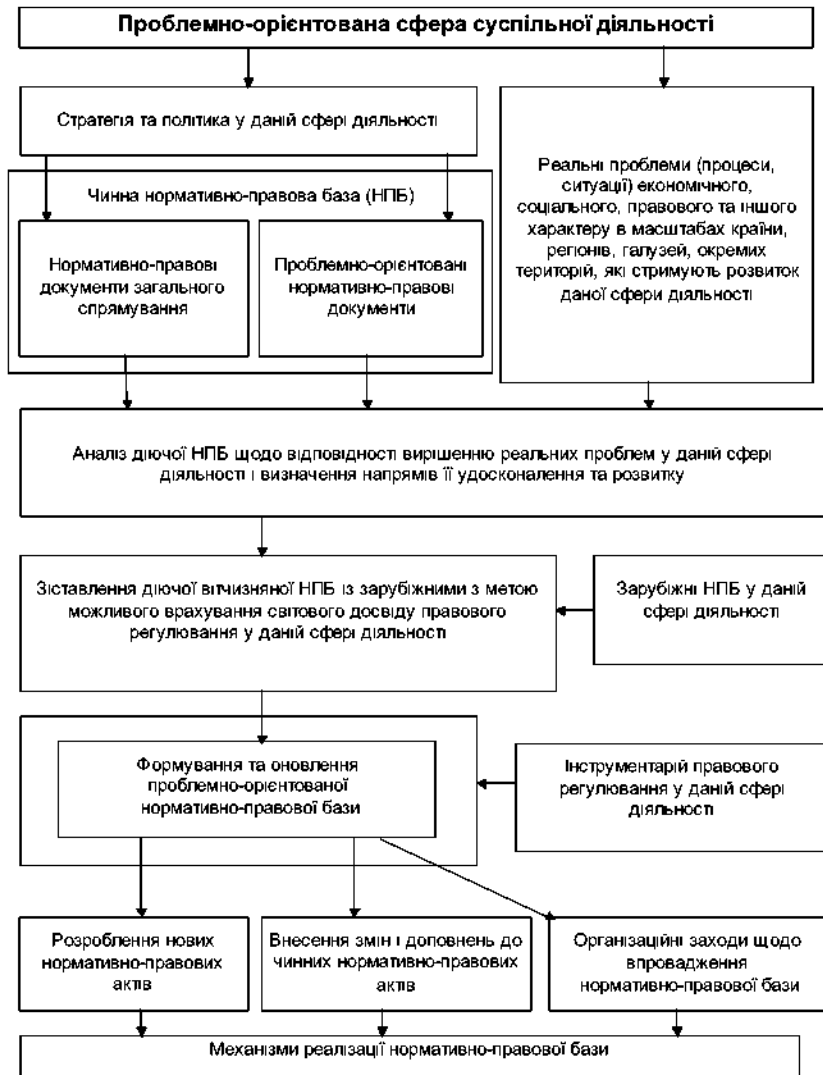 Проблемно-орієнтована сфера суспільної діяльності
Стратегія та політика у даній сфері діяльності
Реальні проблеми (процеси,
ситуації) економічного,
соціального, правового та іншого
характеру в масштабах країни,
регіонів, галузей, окремих
територій, які стримують розвиток
даної сфери діяльності
Чинна нормативно-правова база (НПБ)
Нормативно-правові
документи загального
спрямування
Проблемно-орієнтовані
нормативно-правові
документи
Аналіз діючої НПБ щодо відповідності вирішенню реальних проблем у даній сфері
діяльності і визначення напрямів її удосконалення та розвитку
Зіставлення діючої вітчизняної НПБ із зарубіжними з метою
можливого врахування світового досвіду правового
регулювання у даній сфері діяльності
Зарубіжні НПБ у даній
сфері діяльності
Формування та оновлення
проблемно-орієнтованої
нормативно-правової бази
Інструментарій правового
регулювання у даній сфері
діяльності
Розроблення нових
нормативно-правових
актів
Внесення змін і доповнень до
чинних нормативно-правових
актів
Організаційні заходи щодо
впровадження
нормативно-правової бази
Механізми реалізації нормативно-правової бази